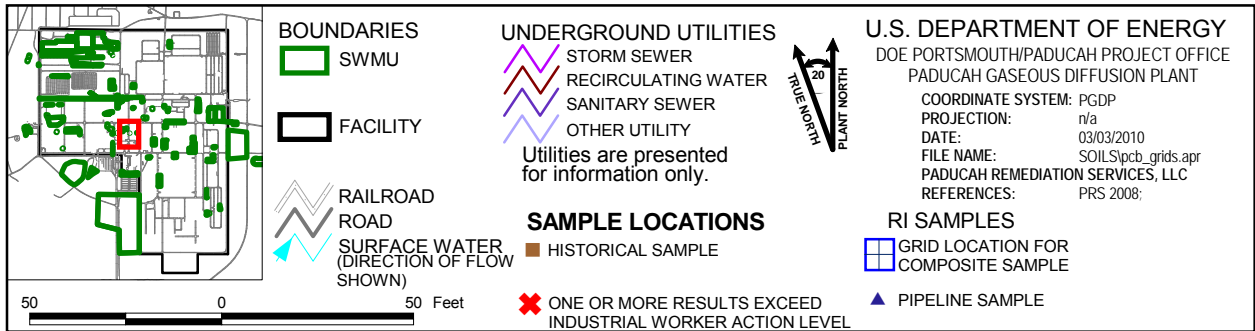 BOUNDARIES
SWMU
FACILITY
RAILROAD
ROAD
SURFACE WATER
(DIRECTION OF FLOW
SHOWN)
50 0 50 Feet
UNDERGROUND UTILITIES
STORM SEWER
RECIRCULATING WATER
SANITARY SEWER
OTHER UTILITY
Utilities are presented
for information only.
SAMPLE LOCATIONS
HISTORICAL SAMPLE
ONE OR MORE RESULTS EXCEED
INDUSTRIAL WORKER ACTION LEVEL
20
TRUE NORTH
PLANT NORTH
U.S. DEPARTMENT OF ENERGY
DOE PORTSMOUTH/PADUCAH PROJECT OFFICE
PADUCAH GASEOUS DIFFUSION PLANT
COORDINATE SYSTEM: PGDP
PROJECTION: n/a
DATE: 03/03/2010
FILE NAME: SOILS\pcb_grids.apr
PADUCAH REMEDIATION SERVICES, LLC
REFERENCES: PRS 2008;
RI SAMPLES
GRID LOCATION FOR
COMPOSITE SAMPLE
PIPELINE SAMPLE